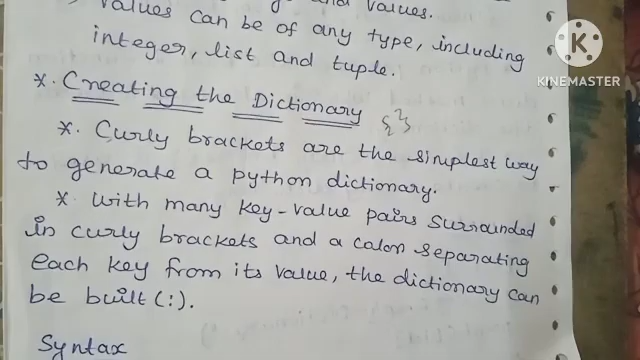 values can be of any type, including
integer, list and tuple.
*. Creating the Dictionary { }
*. Curly brackets are the simplest way
to generate a python dictionary.
* with many key-value pairs surrounded
in curly brackets and a colon separating
each key from its value, the dictionary can
be built (:).
Syntax
KINEMASTER